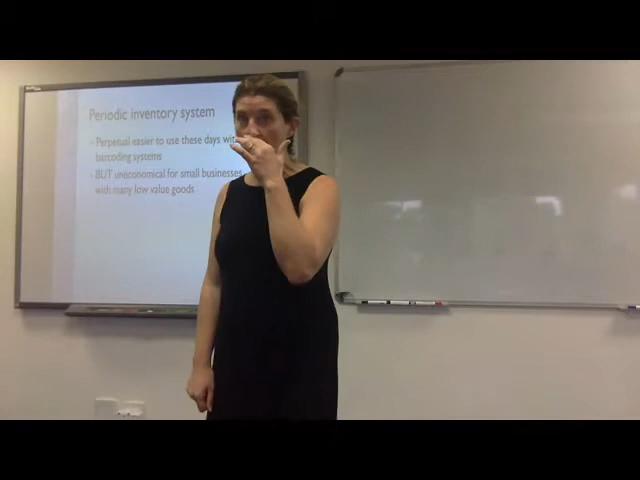 Periodic inventory system
Perpetual easier to use these days with
barcoding systems
BUT uneconomical for small businesses
with many low value goods